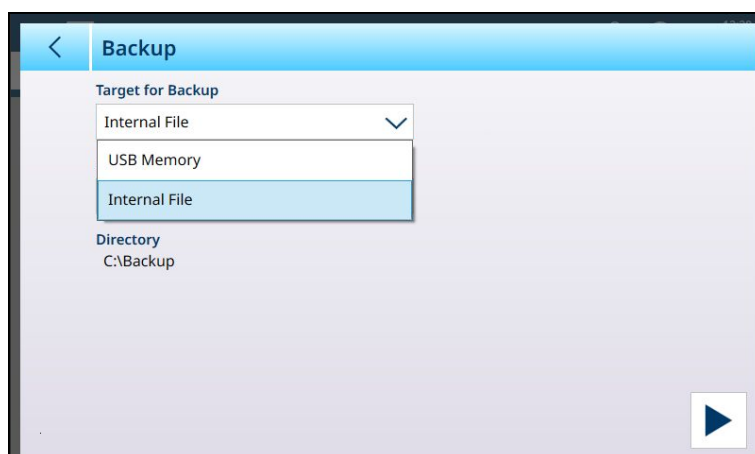 Backup
Target for Backup
Internal File
USB Memory
Internal File
Directory
C:\Backup